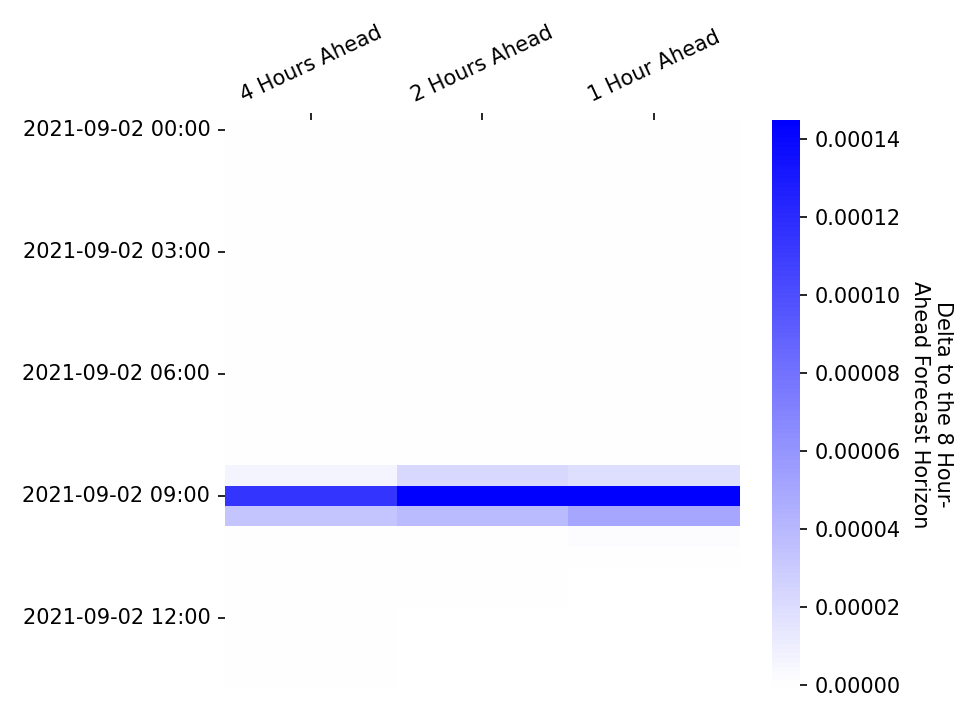 4 Hours Ahead
2 Hours Ahead
1 Hour Ahead
2021-09-02 00:00
2021-09-02 03:00
2021-09-02 06:00
2021-09-02 09:00
2021-09-02 12:00
0.00014
0.00012
0.00010
0.00008
0.00006
0.00004
0.00002
0.00000
Delta to the 8 Hour-
Ahead Forecast Horizon